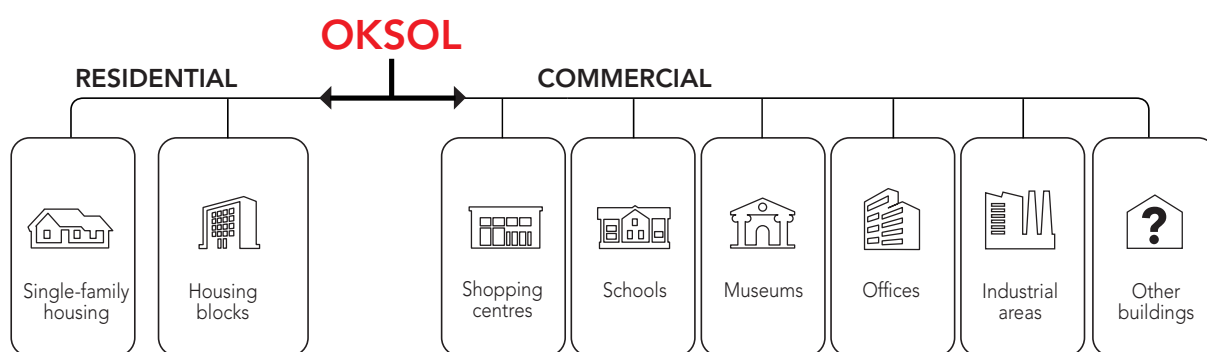 OKSOL
RESIDENTIAL
COMMERCIAL
Single-family
housing
Housing
blocks
Shopping
centres
Schools
Museums
Offices
Industrial
areas
?
Other
buildings